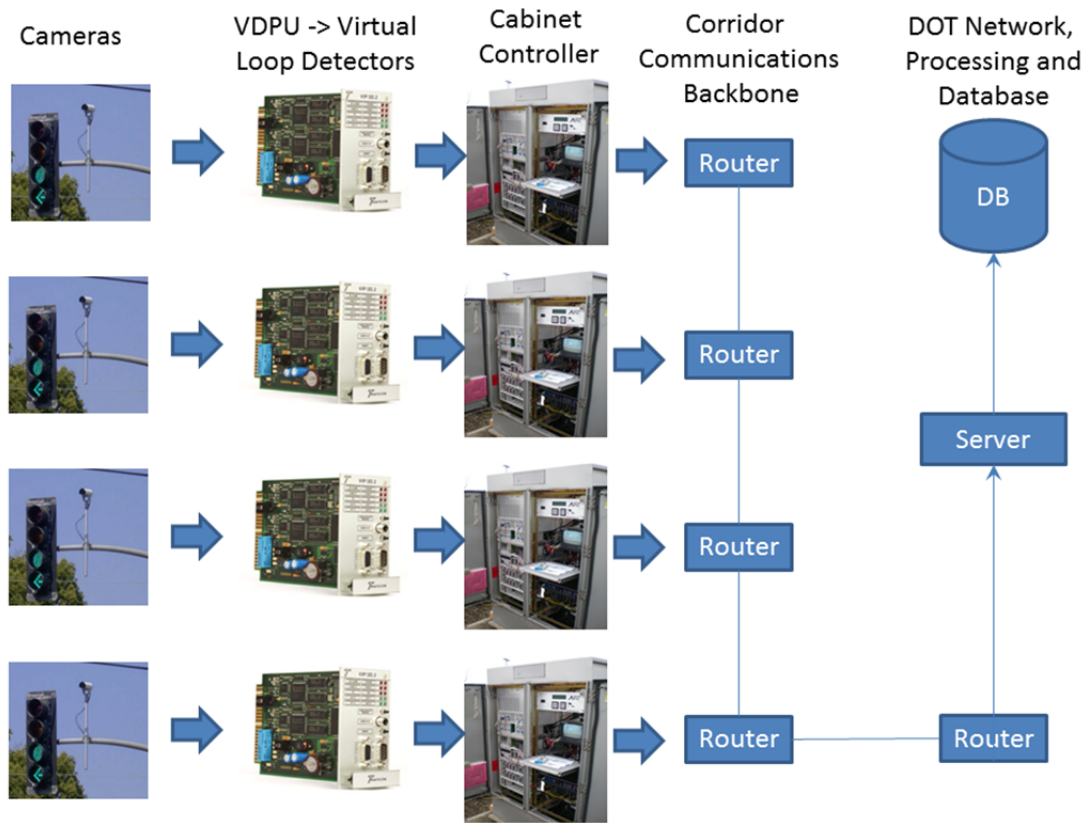 Cameras
VDPU -> Virtual
Loop Detectors
Cabinet
Controller
Corridor
Communications
Backbone
DOT Network,
Processing and
Database
Router
DB
Router
Server
Router
Router
Router